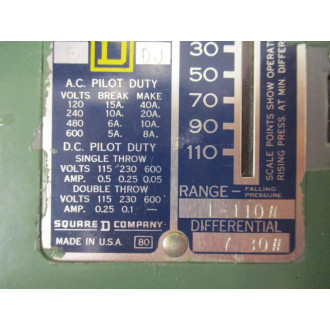 D J
A.C. PILOT DUTY
VOLTS BREAK MAKE
120 15A. 40A.
240 10A. 20A.
480 6A. 10A.
600 5A. 8A.
D.C. PILOT DUTY
SINGLE THROW
VOLTS 115 230 600
AMP. 0.5 0.25 0.05
DOUBLE THROW
VOLTS 115 230 600
AMP. 0.25 0.1 —
SQUARE D COMPANY
MADE IN U.S.A. 80
30
50
70
90
110
SCALE POINTS SHOW OPERAT
RISING PRESS. AT MIN. DIFFER
RANGE - FALLING PRESSURE
1-110#
DIFFERENTIAL
7 30#